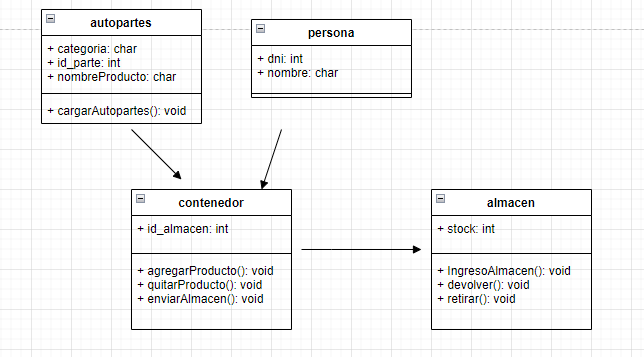 autopartes
+ categoria: char
+ id_parte: int
+ nombreProducto: char
+ cargarAutopartes(): void
persona
+ dni: int
+ nombre: char
contenedor
+ id_almacen: int
+ agregarProducto(): void
+ quitarProducto(): void
+ enviarAlmacen(): void
almacen
+ stock: int
+ IngresoAlmacen(): void
+ devolver(): void
+ retirar(): void